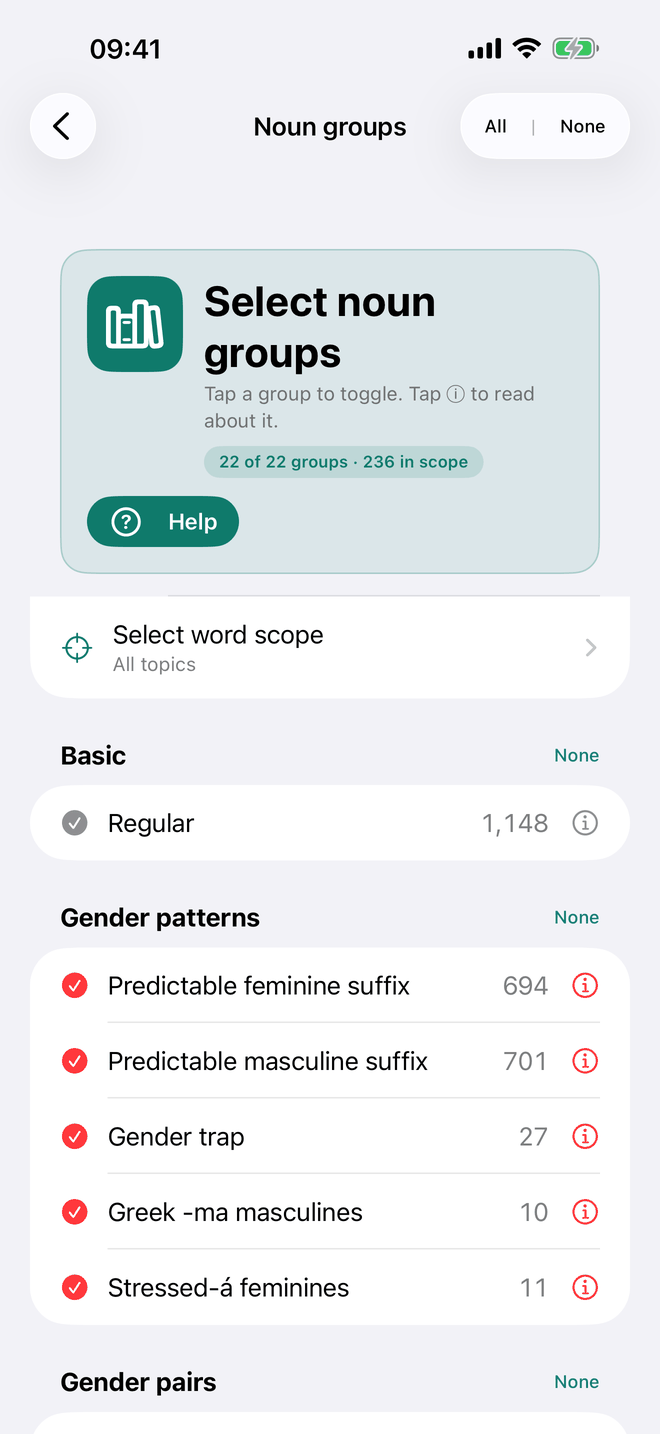 09:41
Noun groups
All | None
Select noun
groups
Tap a group to toggle. Tap ⓘ to read
about it.
22 of 22 groups · 236 in scope
? Help
Select word scope
All topics
Basic
None
Regular
1,148
Gender patterns
None
Predictable feminine suffix
694
Predictable masculine suffix
701
Gender trap
27
Greek -ma masculines
10
Stressed-á feminines
11
Gender pairs
None